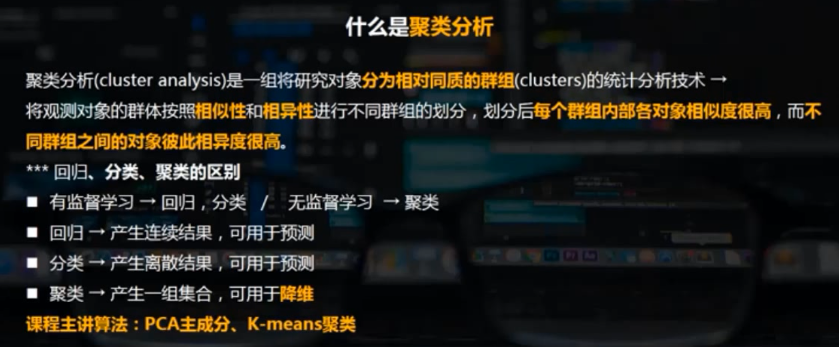 什么是聚类分析
聚类分析(cluster analysis)是一组将研究对象分为相对同质的群组(clusters)的统计分析技术 →
将观测对象的群体按照相似性和相异性进行不同群组的划分，划分后每个群组内部各对象相似度很高，而不
同群组之间的对象彼此相异度很高。
*** 回归、分类、聚类的区别
■ 有监督学习 → 回归，分类 / 无监督学习 → 聚类
■ 回归 → 产生连续结果，可用于预测
■ 分类 → 产生离散结果，可用于预测
■ 聚类 → 产生一组集合，可用于降维
课程主讲算法：PCA主成分、K-means聚类